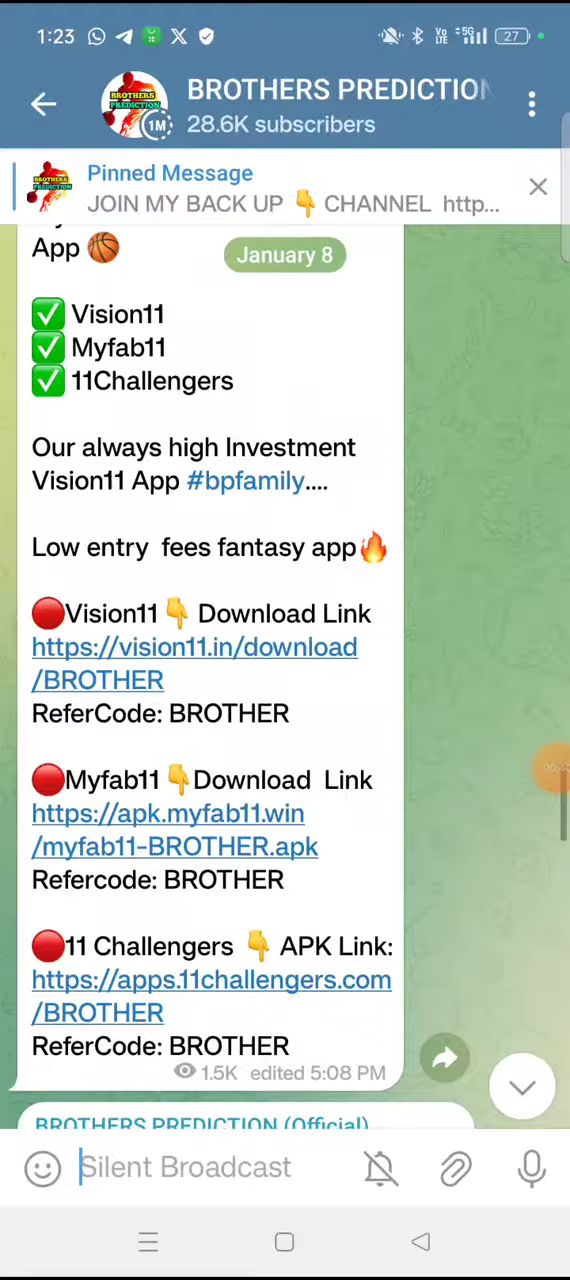 1:23
VoLTE 5G 27
BROTHERS PREDICTION
28.6K subscribers
Pinned Message
JOIN MY BACK UP 👇 CHANNEL http...
App 🏀
January 8
✅ Vision11
✅ Myfab11
✅ 11Challengers
Our always high Investment
Vision11 App #bpfamily....
Low entry fees fantasy app🔥
🔴Vision11👇 Download Link
https://vision11.in/download
/BROTHER
ReferCode: BROTHER
🔴Myfab11 👇Download Link
https://apk.myfab11.win
/myfab11-BROTHER.apk
Refercode: BROTHER
🔴11 Challengers 👇 APK Link:
https://apps.11challengers.com
/BROTHER
ReferCode: BROTHER
1.5K edited 5:08 PM
BROTHERS PREDICTION (Official)
Silent Broadcast